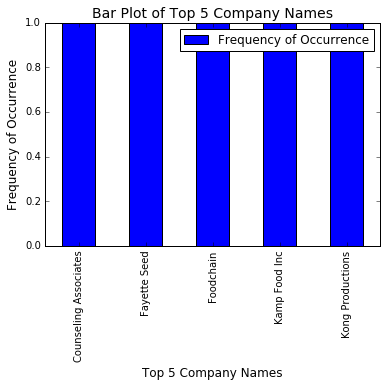 Bar Plot of Top 5 Company Names
Frequency of Occurrence
Frequency of Occurrence
1.0
0.8
0.6
0.4
0.2
0.0
Counseling Associates
Fayette Seed
Foodchain
Kamp Food Inc
Kong Productions
Top 5 Company Names